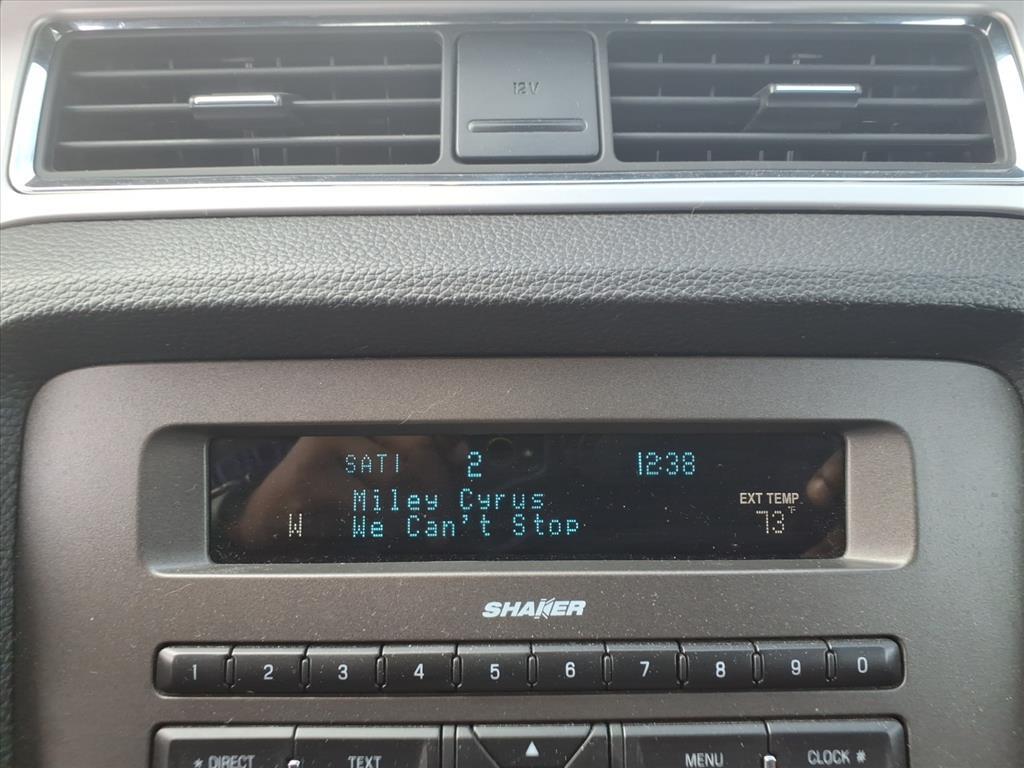 12V
SAT1 2 12:38
Miley Cyrus
EXT TEMP
W We Can't Stop 73°F
SHAKER
1 2 3 4 5 6 7 8 9 0
* DIRECT TEXT ▲ MENU CLOCK #